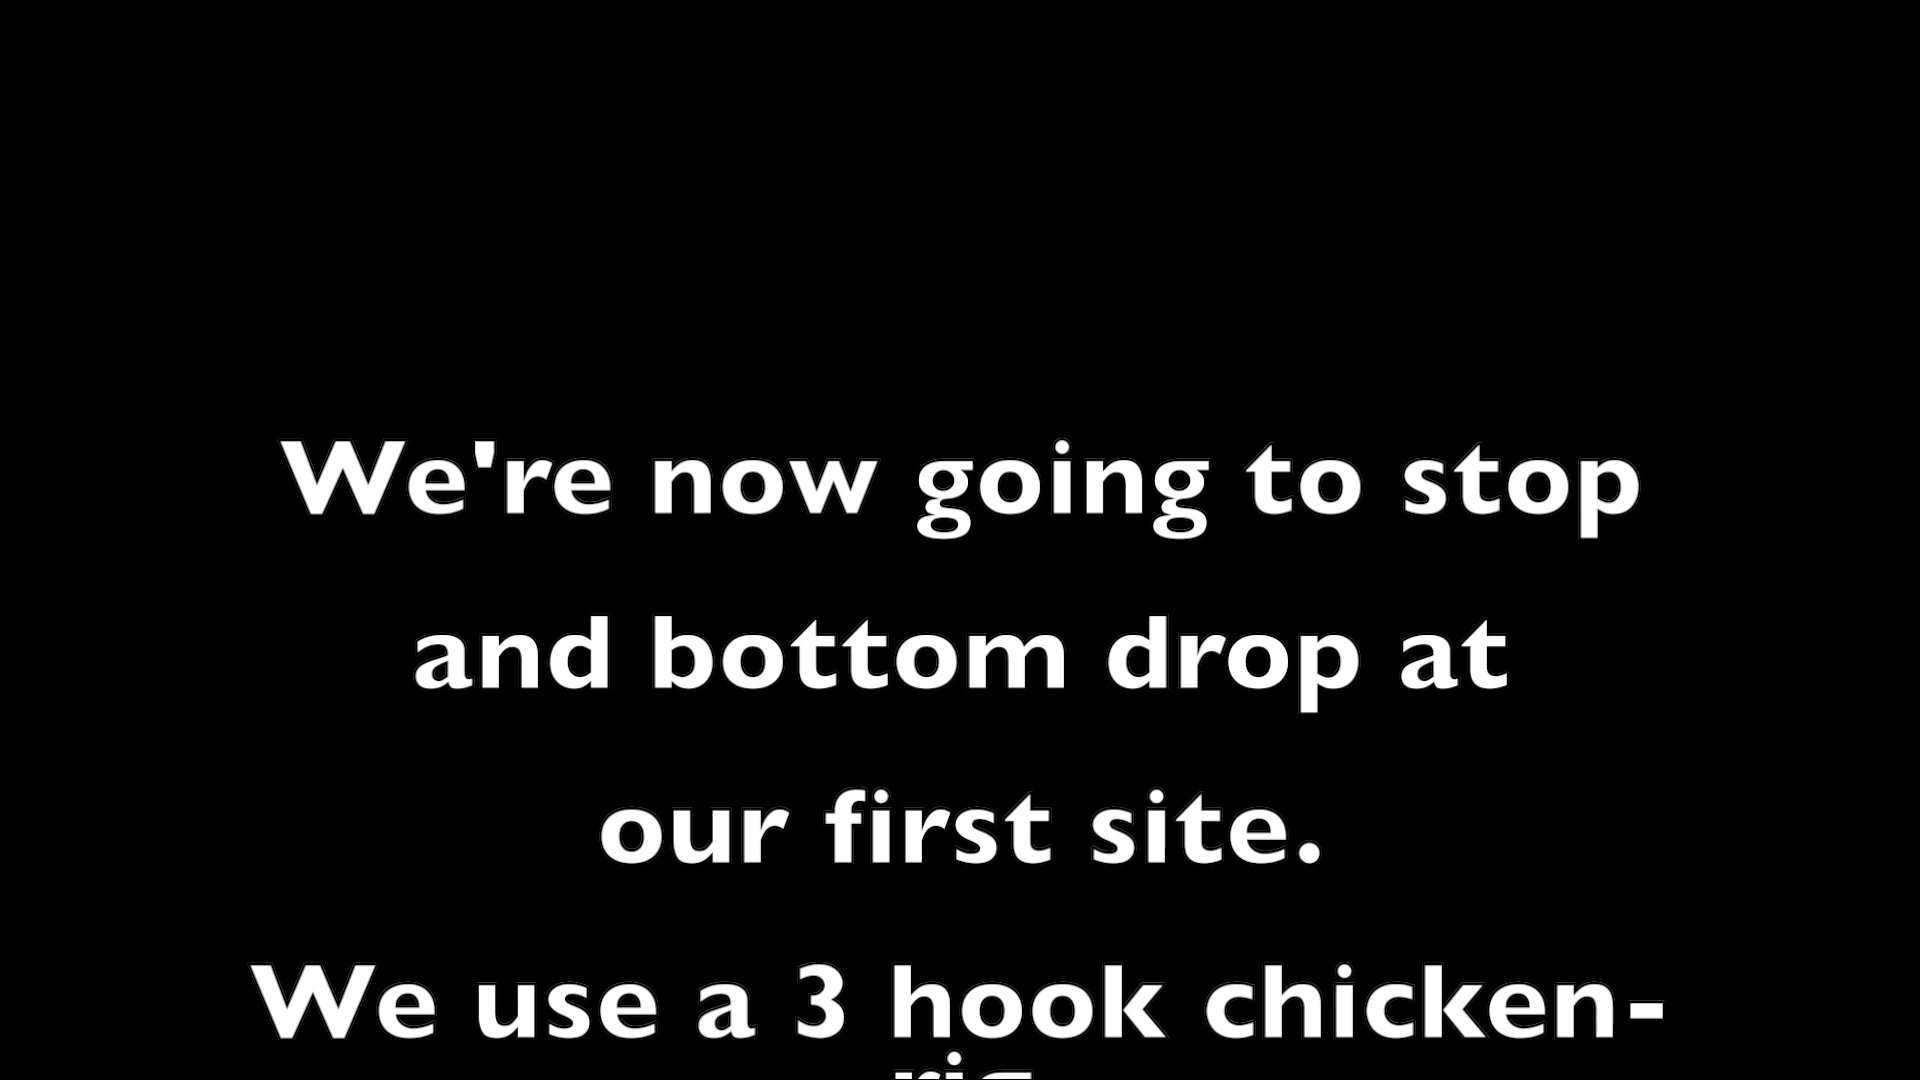 We're now going to stop
and bottom drop at
our first site.
We use a 3 hook chicken-